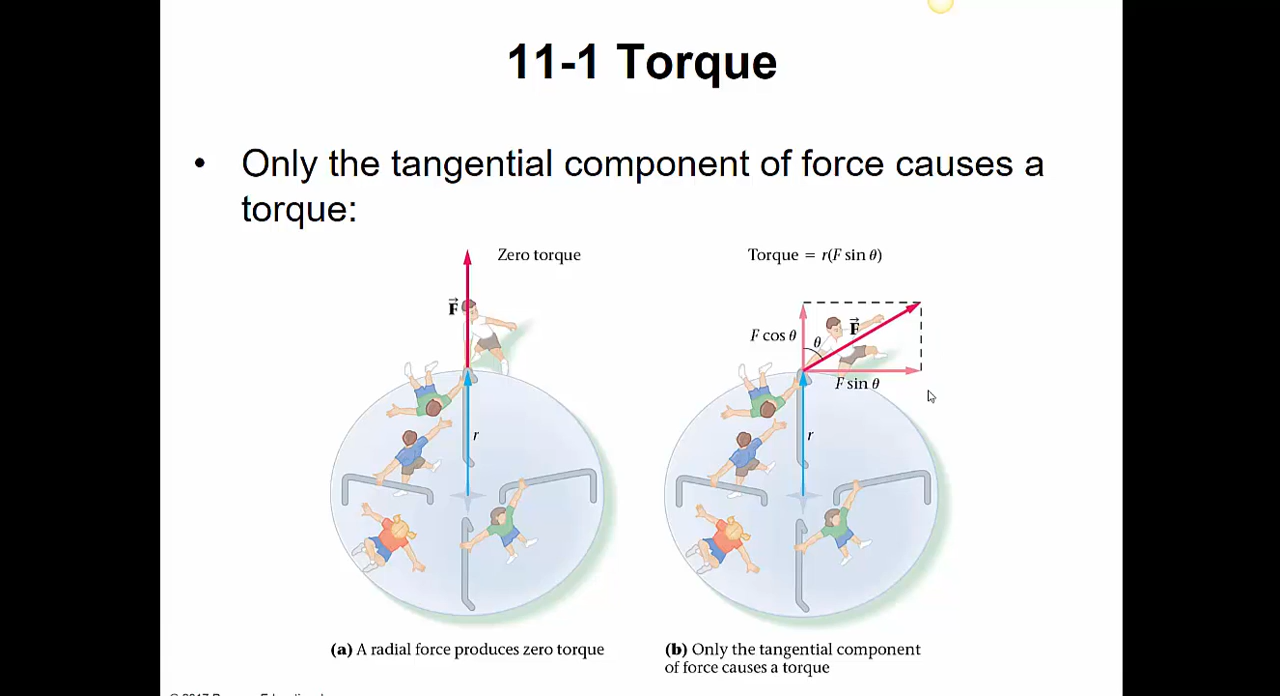 11-1 Torque
• Only the tangential component of force causes a
torque:
Zero torque
F
r
(a) A radial force produces zero torque
Torque = r(F sin θ)
F cos θ
θ
F
F sin θ
r
(b) Only the tangential component
of force causes a torque